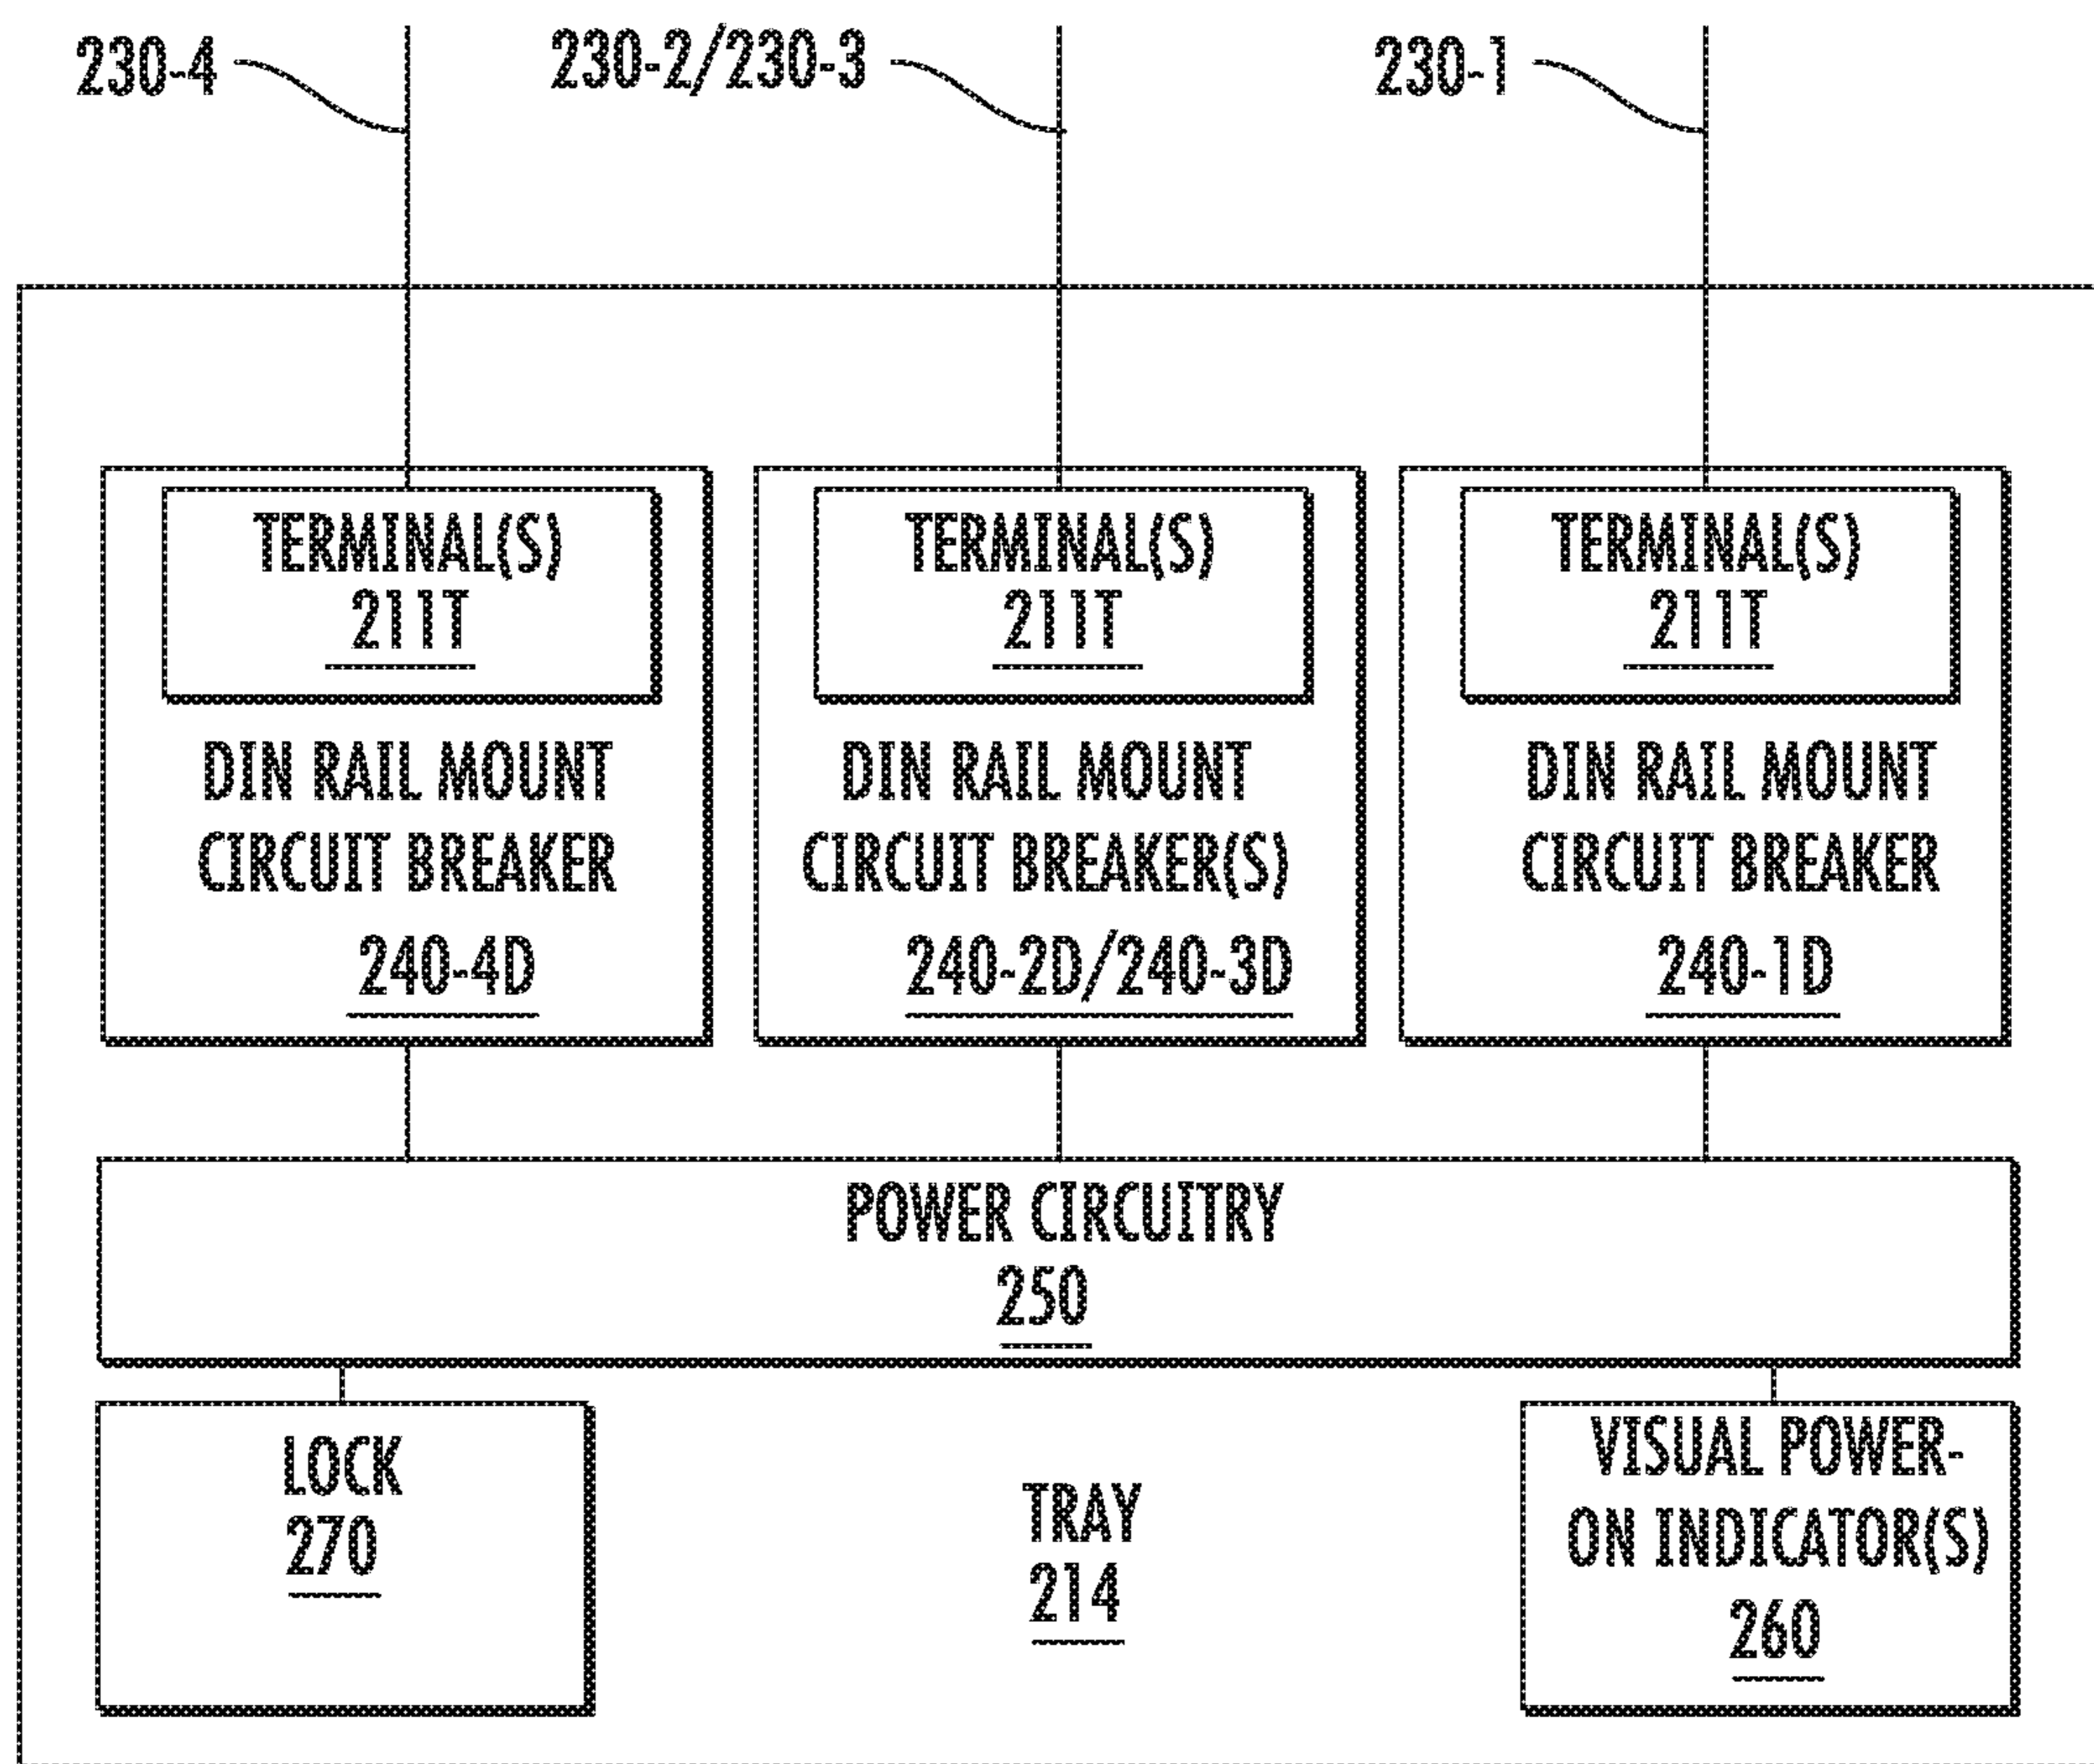 230-4
230-2/230-3
230-1
TERMINAL(S)
211T
DIN RAIL MOUNT
CIRCUIT BREAKER
240-4D
TERMINAL(S)
211T
DIN RAIL MOUNT
CIRCUIT BREAKER(S)
240-2D/240-3D
TERMINAL(S)
211T
DIN RAIL MOUNT
CIRCUIT BREAKER
240-1D
POWER CIRCUITRY
250
LOCK
270
TRAY
214
VISUAL POWER-
ON INDICATOR(S)
260